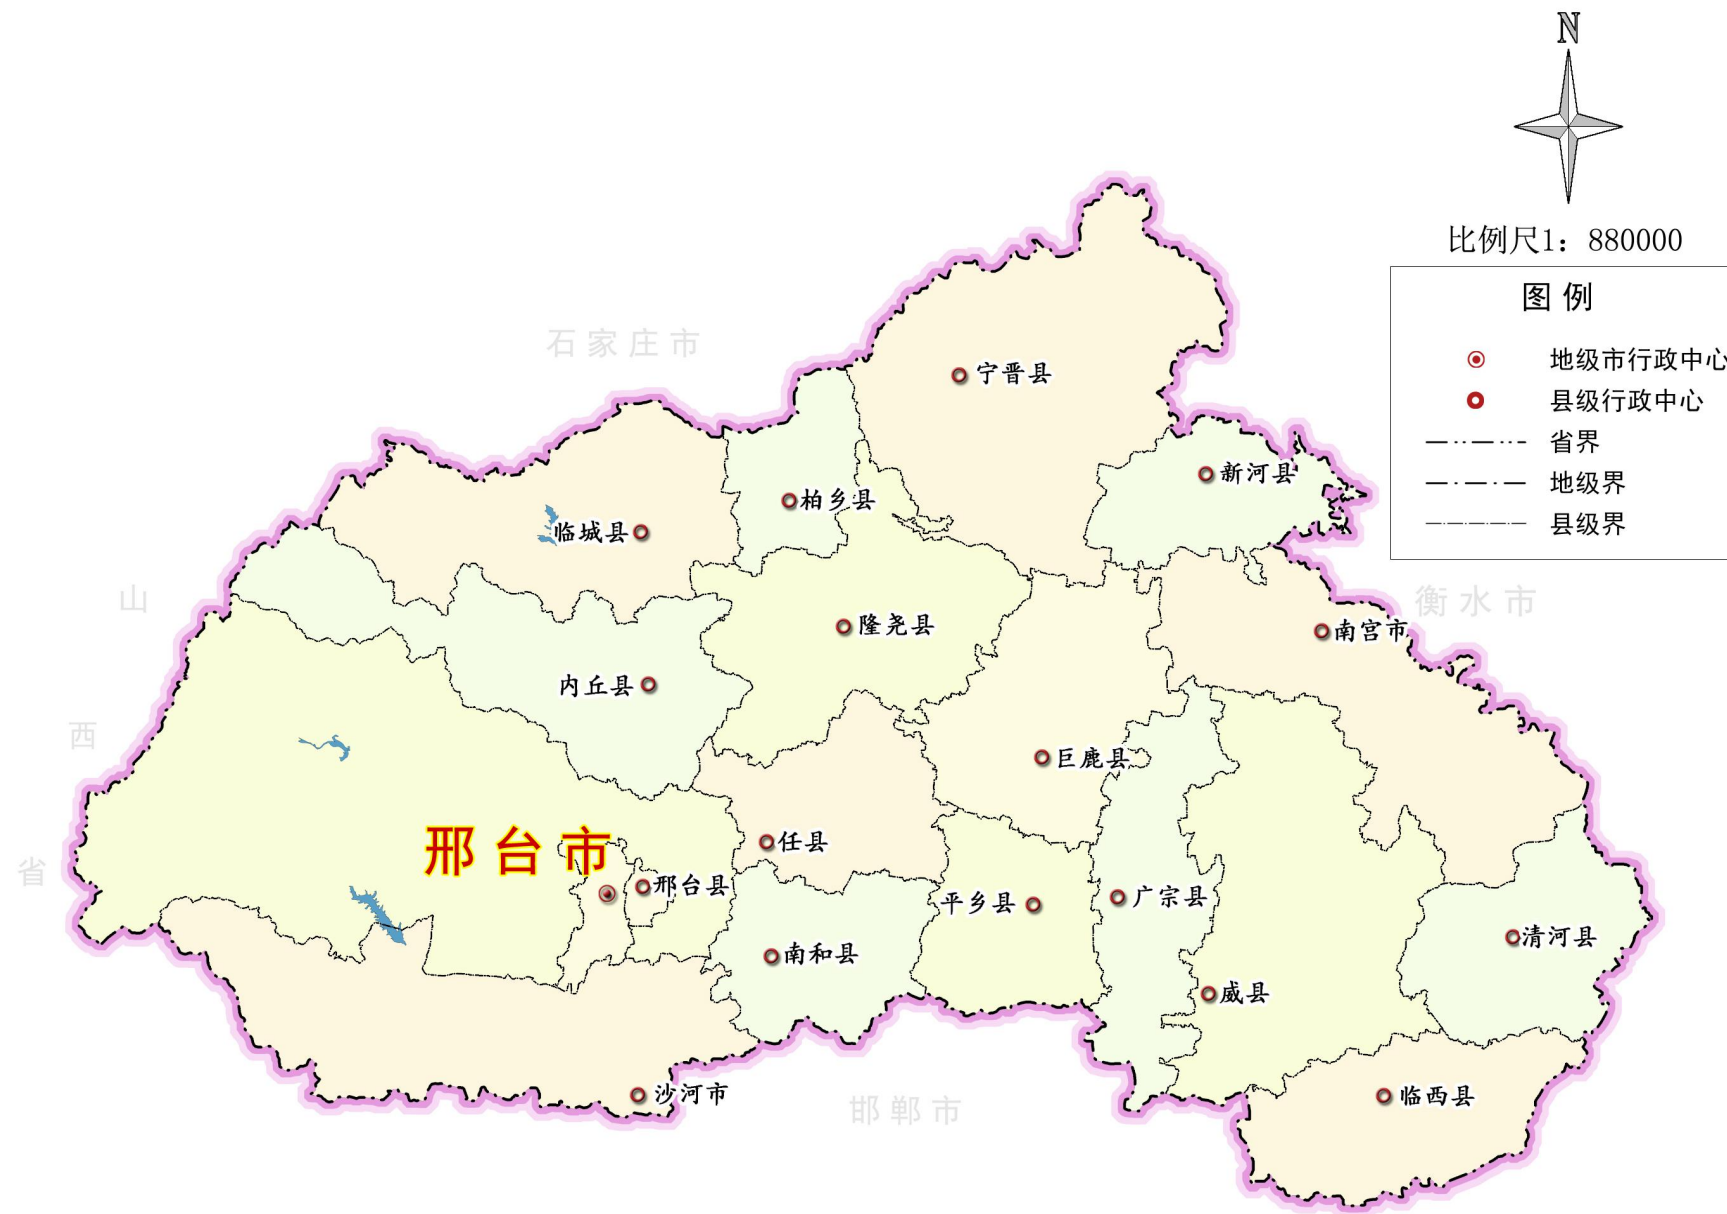 N
比例尺1：880000
图例
地级市行政中心
县级行政中心
省界
地级界
县级界
石家庄市
宁晋县
新河县
柏乡县
临城县
山
衡水市
隆尧县
南宫市
内丘县
西
巨鹿县
邢台市
任县
省
邢台县
平乡县
广宗县
清河县
南和县
威县
沙河市
临西县
邯郸市